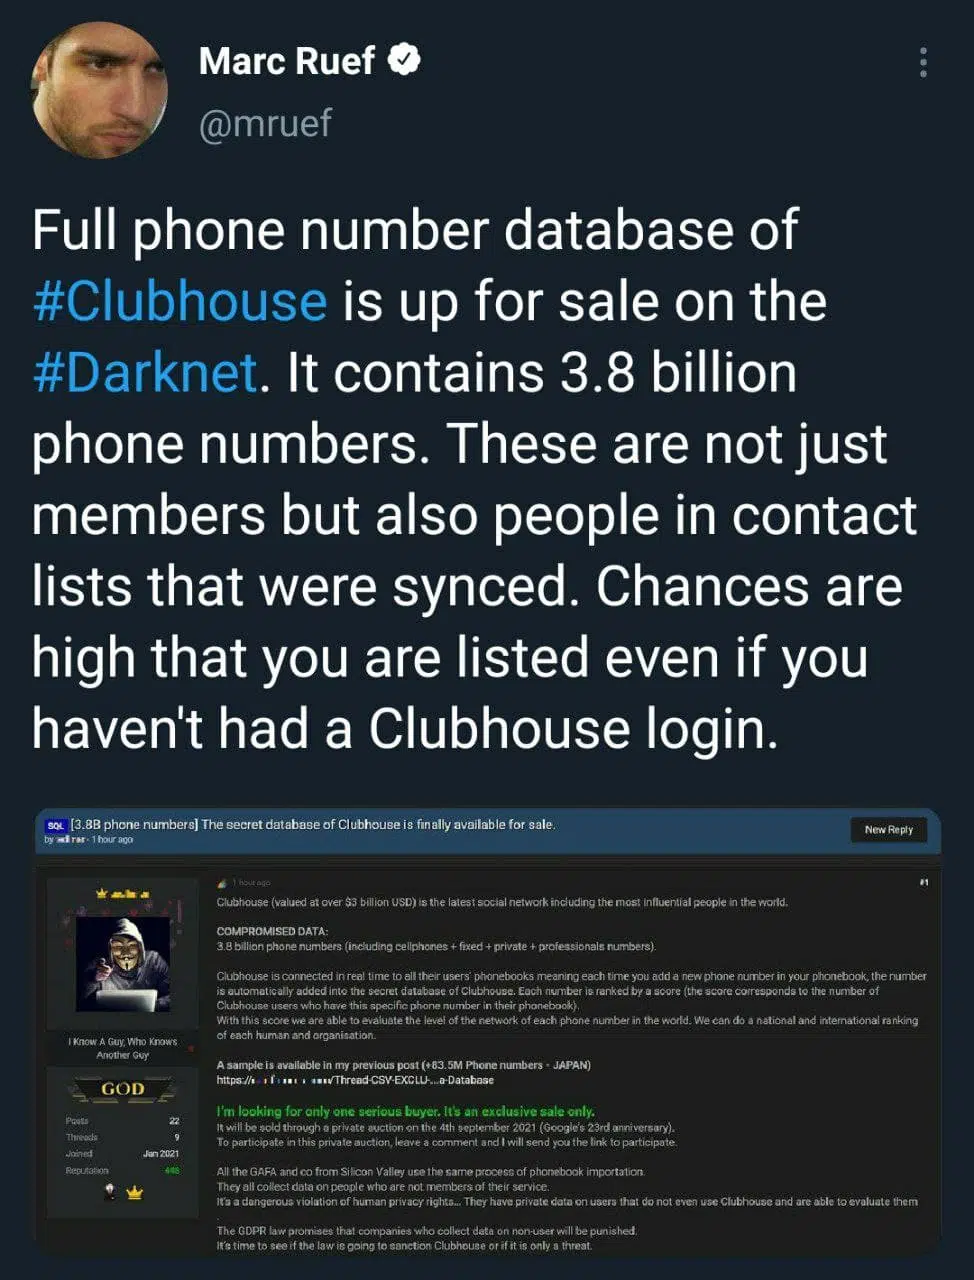 Marc Ruef
@mruef
Full phone number database of
#Clubhouse is up for sale on the
#Darknet. It contains 3.8 billion
phone numbers. These are not just
members but also people in contact
lists that were synced. Chances are
high that you are listed even if you
haven't had a Clubhouse login.
SQL [3.8B phone numbers] The secret database of Clubhouse is finally available for sale.
by - 1 hour ago
New Reply
1 hour ago
#1
Clubhouse (valued at over $3 billion USD) is the latest social network including the most influential people in the world.
COMPROMISED DATA:
3.8 billion phone numbers (including cellphones + fixed + private + professionals numbers).
Clubhouse is connected in real time to all their users' phonebooks meaning each time you add a new phone number in your phonebook, the number
is automatically added into the secret database of Clubhouse. Each number is ranked by a score (the score corresponds to the number of
Clubhouse users who have this specific phone number in their phonebook).
With this score we are able to evaluate the level of the network of each phone number in the world. We can do a national and international ranking
of each human and organisation.
I Know A Guy, Who Knows
Another Guy
GOD
Posts 22
Threads 9
Joined Jan 2021
Reputation 448
A sample is available in my previous post (+83.5M Phone numbers - JAPAN)
https:// /Thread-CSV-EXCLU-...a-Database
I'm looking for only one serious buyer. It's an exclusive sale only.
It will be sold through a private auction on the 4th september 2021 (Google's 23rd anniversary).
To participate in this private auction, leave a comment and I will send you the link to participate.
All the GAFA and co from Silicon Valley use the same process of phonebook importation.
They all collect data on people who are not members of their service.
It's a dangerous violation of human privacy rights... They have private data on users that do not even use Clubhouse and are able to evaluate them
.
The GDPR law promises that companies who collect data on non-user will be punished.
It's time to see if the law is going to sanction Clubhouse or if it is only a threat.